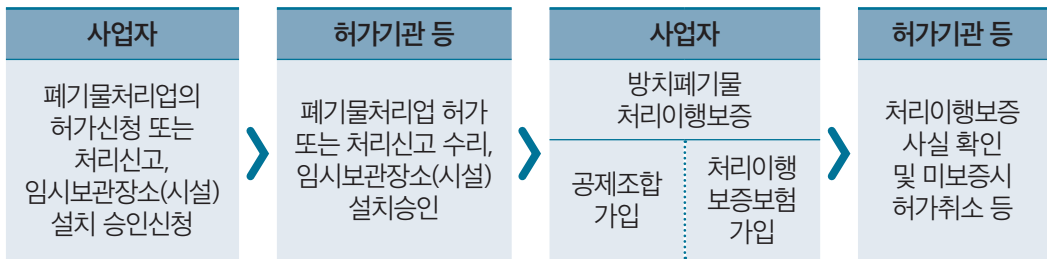 사업자
폐기물처리업의
허가신청 또는
처리신고,
임시보관장소(시설)
설치 승인신청
허가기관 등
폐기물처리업 허가
또는 처리신고 수리,
임시보관장소(시설)
설치승인
사업자
방치폐기물
처리이행보증
공제조합
가입
처리이행
보증보험
가입
허가기관 등
처리이행보증
사실 확인
및 미보증시
허가취소 등